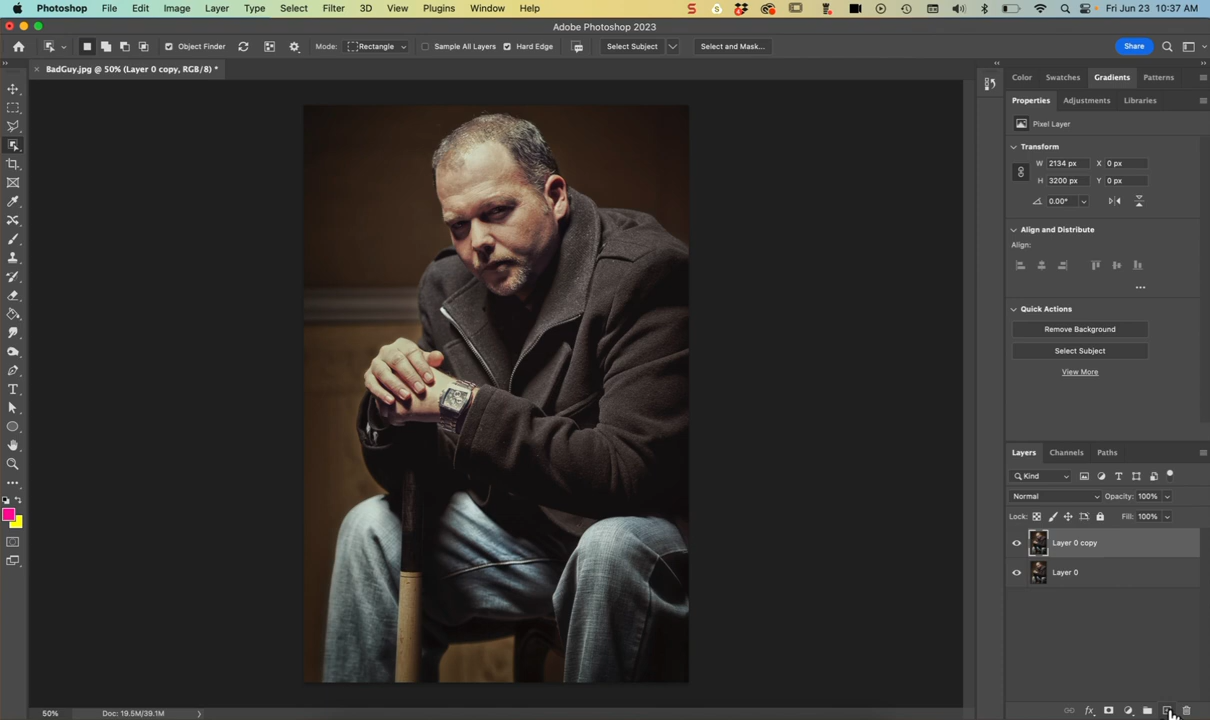 Photoshop File Edit Image Layer Type Select Filter 3D View Plugins Window Help Fri Jun 23 10:37 AM
Adobe Photoshop 2023
Object Finder Mode: Rectangle Sample All Layers Hard Edge Select Subject Select and Mask... Share
BadGuy.jpg @ 50% (Layer 0 copy, RGB/8) *
Color Swatches Gradients Patterns
Properties Adjustments Libraries
Pixel Layer
Transform
W 2134 px X 0 px
H 3200 px Y 0 px
0.00°
Align and Distribute
Align:
Quick Actions
Remove Background
Select Subject
View More
Layers Channels Paths
Kind
Normal Opacity: 100%
Lock: Fill: 100%
Layer 0 copy
Layer 0
50% Doc: 19.5M/39.1M